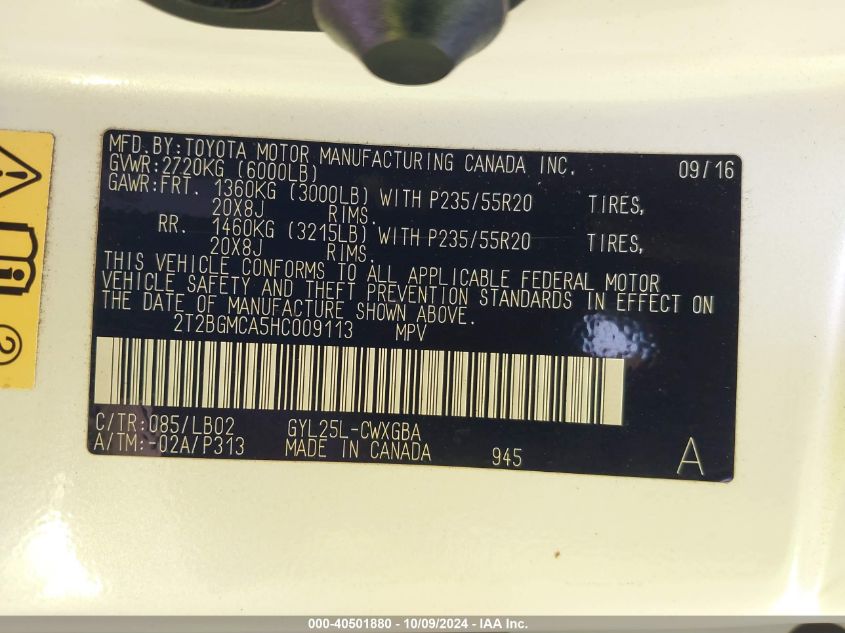 MFD.BY:TOYOTA MOTOR MANUFACTURING CANADA INC. 09/16
GVWR:2720KG (6000LB)
GAWR:FRT. 1360KG (3000LB) WITH P235/55R20 TIRES,
20X8J RIMS.
RR. 1460KG (3215LB) WITH P235/55R20 TIRES,
20X8J RIMS.
THIS VEHICLE CONFORMS TO ALL APPLICABLE FEDERAL MOTOR
VEHICLE SAFETY AND THEFT PREVENTION STANDARDS IN EFFECT ON
THE DATE OF MANUFACTURE SHOWN ABOVE.
2T2BGMCA5HC009113 MPV
C/TR:085/LB02 GYL25L-CWXGBA
A/TM:-02A/P313 MADE IN CANADA 945 A
2
000-40501880 - 10/09/2024 - IAA Inc.